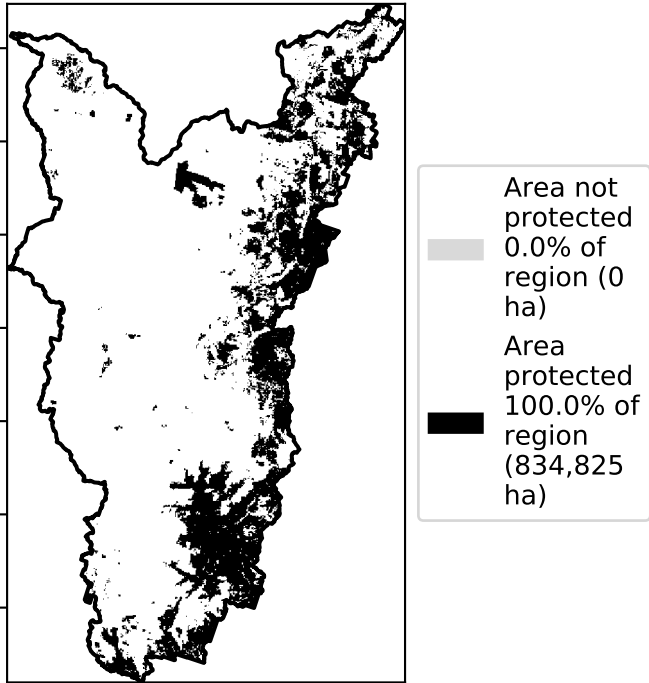 Area not
protected
0.0% of
region (0
ha)
Area
protected
100.0% of
region
(834,825
ha)